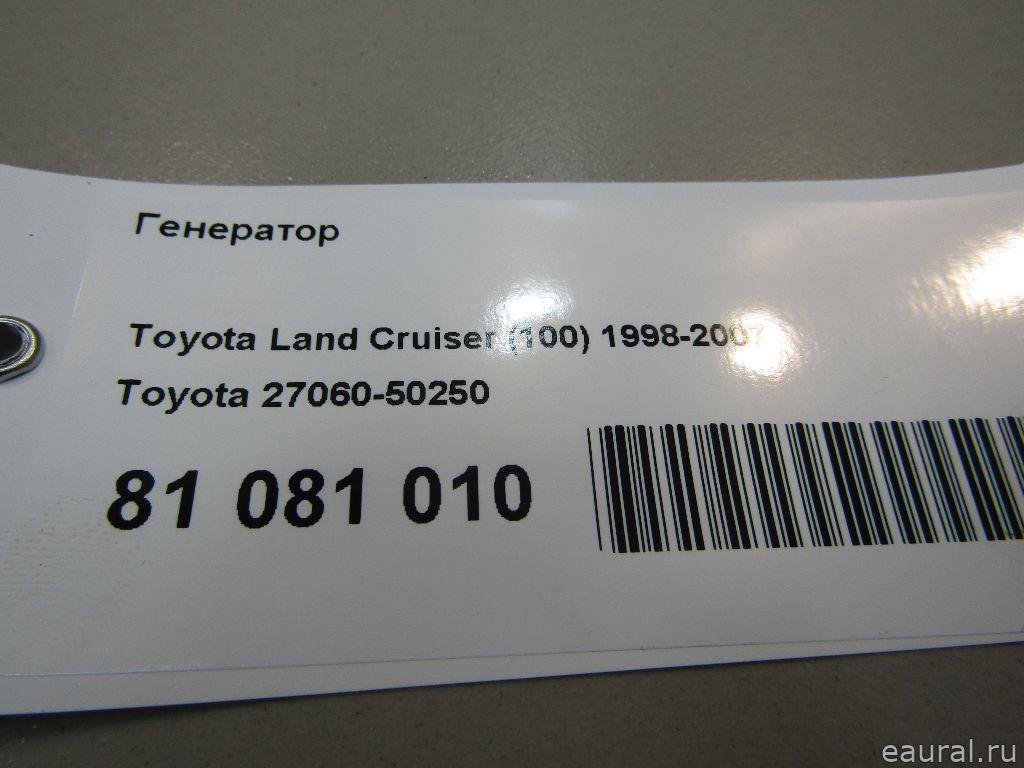 Генератор
Toyota Land Cruiser (100) 1998-2007
Toyota 27060-50250
81 081 010
eaural.ru